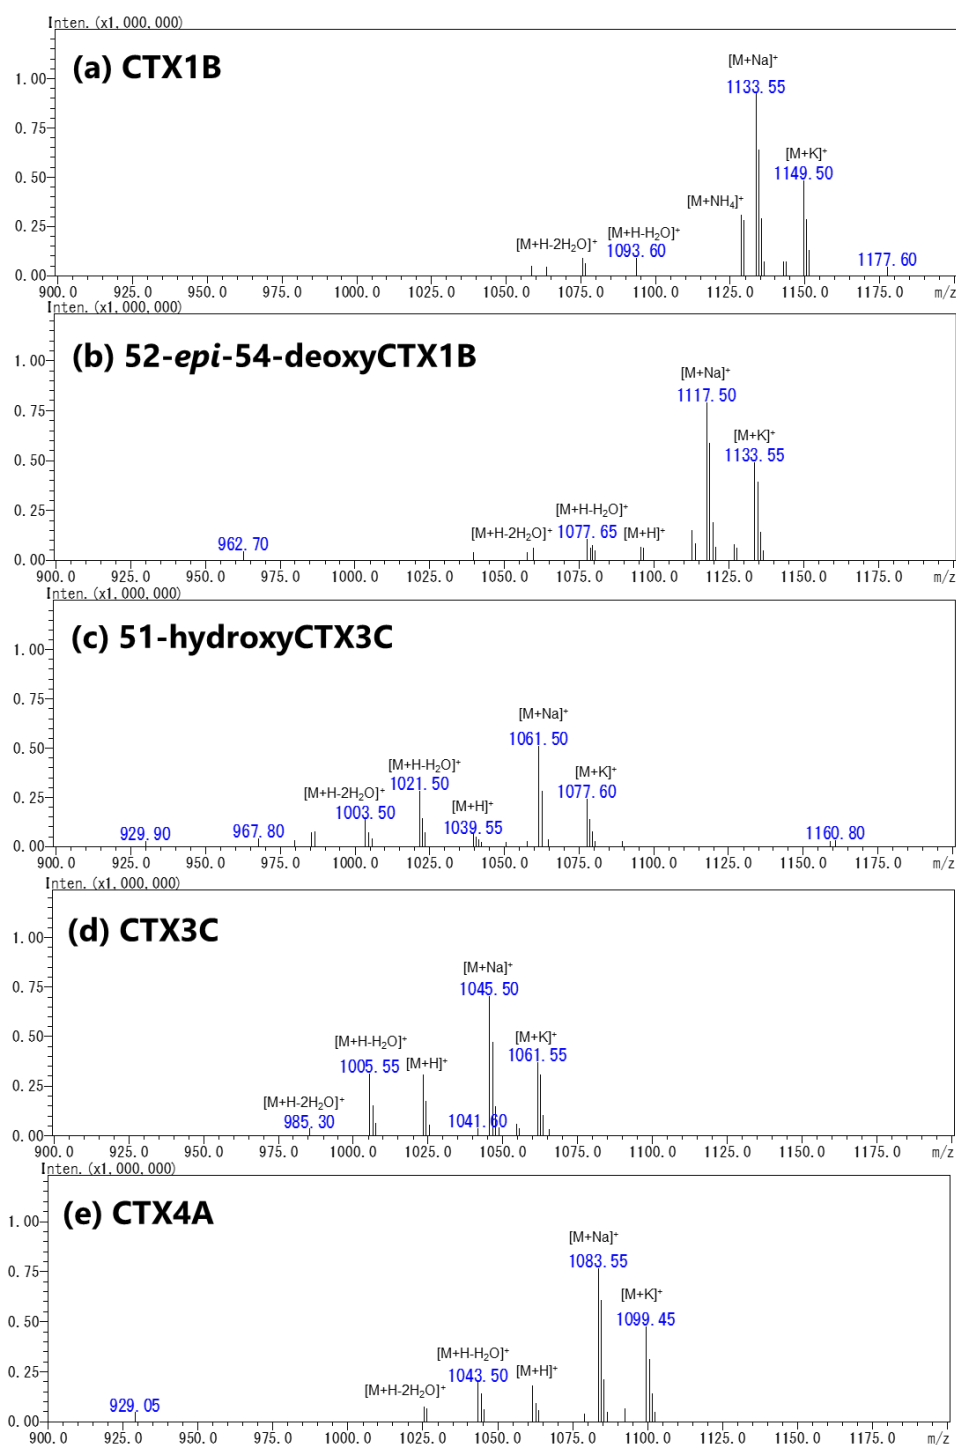 Inten. (x1,000,000)
(a) CTX1B
[M+Na]⁺
1.00
1133.55
0.75
[M+K]⁺
1149.50
0.50
[M+NH₄]⁺
0.25
[M+H-2H₂O]⁺
[M+H-H₂O]⁺
1093.60
1177.60
0.00
900.0 925.0 950.0 975.0 1000.0 1025.0 1050.0 1075.0 1100.0 1125.0 1150.0 1175.0 m/z
Inten. (x1,000,000)
(b) 52-epi-54-deoxyCTX1B
1.00
[M+Na]⁺
1117.50
0.75
[M+K]⁺
1133.55
0.50
0.25
962.70
[M+H-2H₂O]⁺
[M+H-H₂O]⁺
1077.65
[M+H]⁺
0.00
900.0 925.0 950.0 975.0 1000.0 1025.0 1050.0 1075.0 1100.0 1125.0 1150.0 1175.0 m/z
Inten. (x1,000,000)
(c) 51-hydroxyCTX3C
1.00
0.75
[M+Na]⁺
1061.50
0.50
[M+H-H₂O]⁺
1021.50
[M+K]⁺
1077.60
0.25
[M+H-2H₂O]⁺
1003.50
[M+H]⁺
1039.55
929.90
967.80
1160.80
0.00
900.0 925.0 950.0 975.0 1000.0 1025.0 1050.0 1075.0 1100.0 1125.0 1150.0 1175.0 m/z
Inten. (x1,000,000)
(d) CTX3C
1.00
[M+Na]⁺
1045.50
0.75
0.50
[M+H-H₂O]⁺
1005.55
[M+H]⁺
[M+K]⁺
1061.55
0.25
[M+H-2H₂O]⁺
985.30
1041.60
0.00
900.0 925.0 950.0 975.0 1000.0 1025.0 1050.0 1075.0 1100.0 1125.0 1150.0 1175.0 m/z
Inten. (x1,000,000)
(e) CTX4A
1.00
[M+Na]⁺
1083.55
0.75
[M+K]⁺
1099.45
0.50
[M+H-H₂O]⁺
1043.50
[M+H]⁺
0.25
929.05
[M+H-2H₂O]⁺
0.00
900.0 925.0 950.0 975.0 1000.0 1025.0 1050.0 1075.0 1100.0 1125.0 1150.0 1175.0 m/z